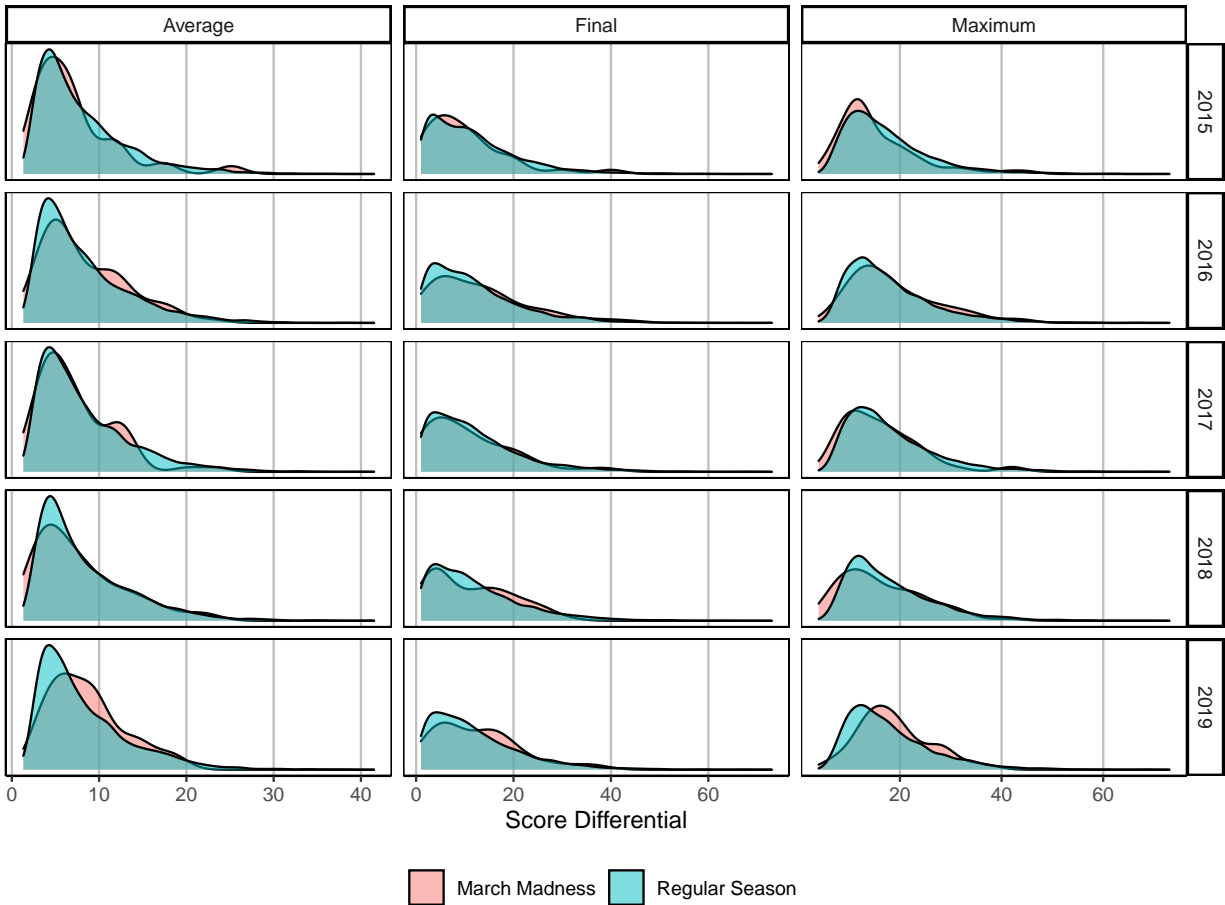 Average Final Maximum
2015
2016
2017
2018
2019
0 10 20 30 40 0 20 40 60 20 40 60
Score Differential
March Madness Regular Season